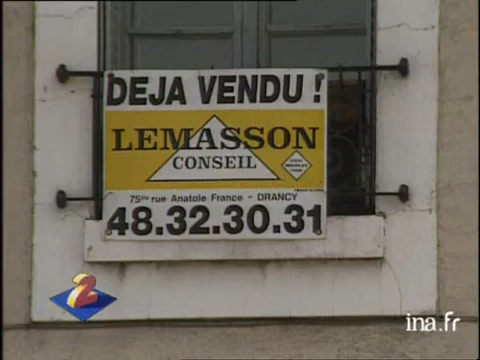 DEJA VENDU !
LEMASSON
CONSEIL
75 rue Anatole France - DRANCY
48.32.30.31
2
ina.fr